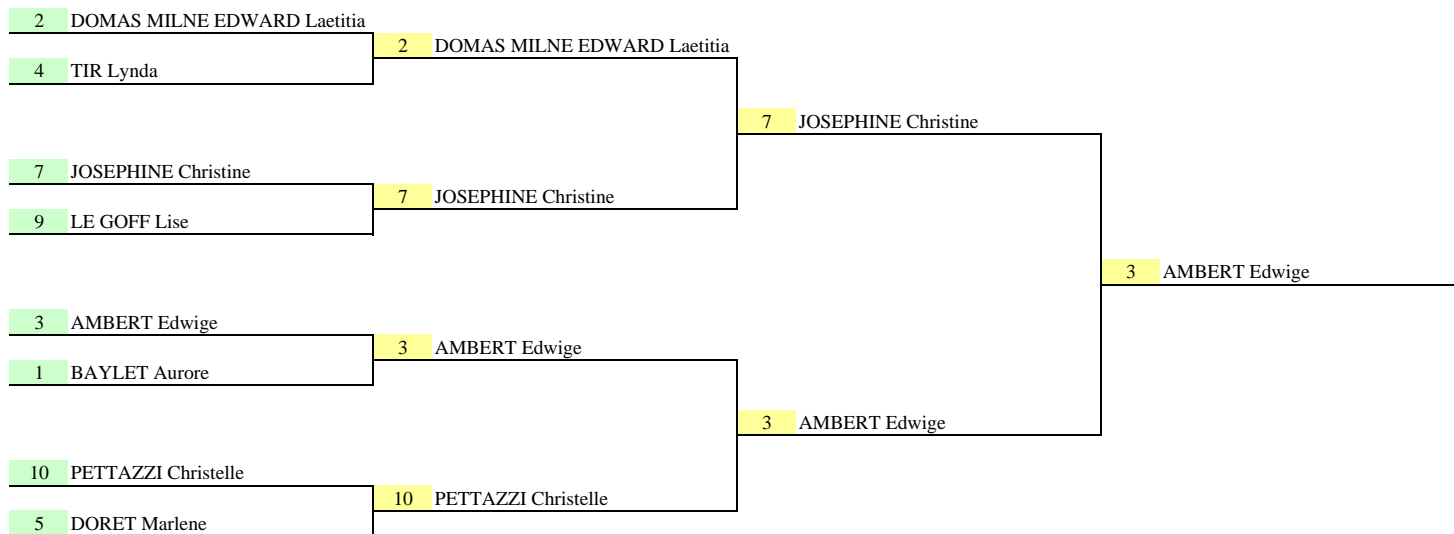 2 DOMAS MILNE EDWARD Laetitia
2 DOMAS MILNE EDWARD Laetitia
4 TIR Lynda
7 JOSEPHINE Christine
7 JOSEPHINE Christine
7 JOSEPHINE Christine
9 LE GOFF Lise
3 AMBERT Edwige
3 AMBERT Edwige
3 AMBERT Edwige
1 BAYLET Aurore
3 AMBERT Edwige
10 PETTAZZI Christelle
10 PETTAZZI Christelle
5 DORET Marlene